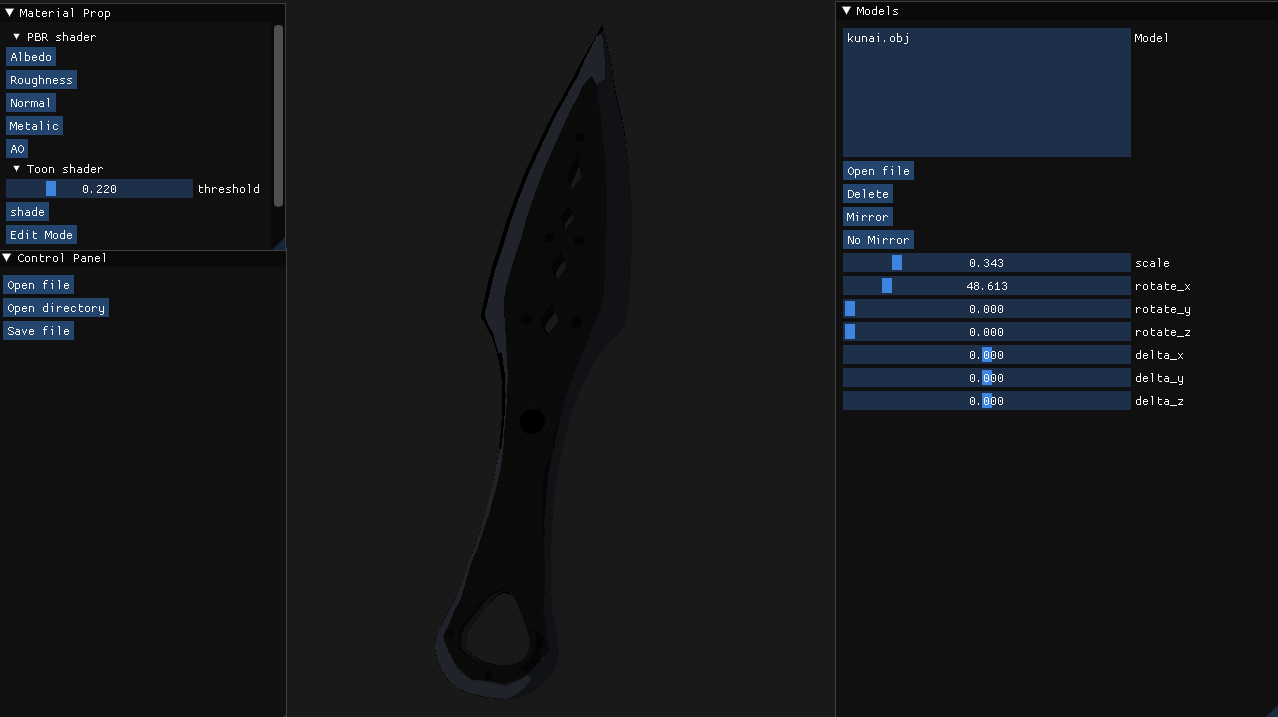 Material Prop
PBR shader
Albedo
Roughness
Normal
Metalic
AO
Toon shader
0.220 threshold
shade
Edit Mode
Control Panel
Open file
Open directory
Save file
Models
kunai.obj Model
Open file
Delete
Mirror
No Mirror
0.343 scale
48.613 rotate_x
0.000 rotate_y
0.000 rotate_z
0.000 delta_x
0.000 delta_y
0.000 delta_z